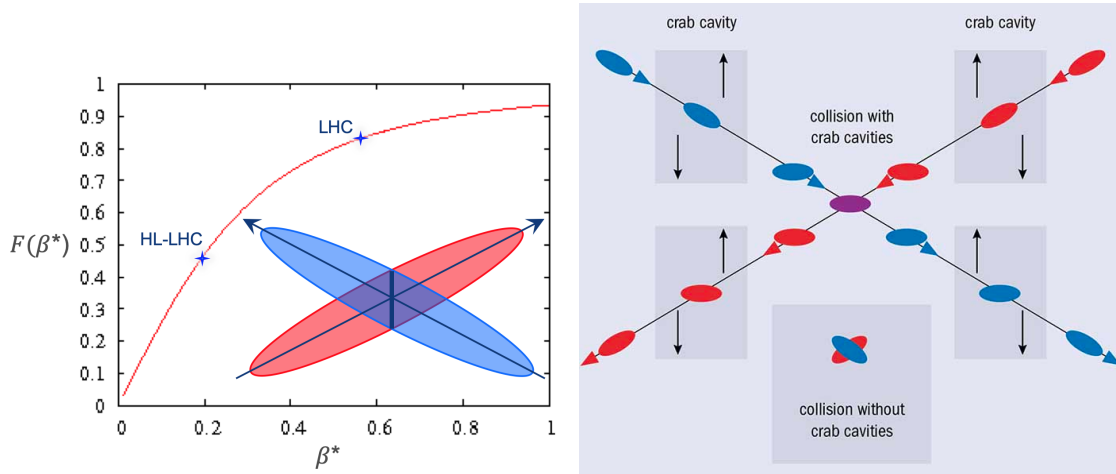 1
0.9
0.8
0.7
0.6
0.5
0.4
0.3
0.2
0.1
0
F(β*)
0 0.2 0.4 0.6 0.8 1
β*
LHC
HL-LHC
crab cavity
crab cavity
collision with
crab cavities
collision without
crab cavities